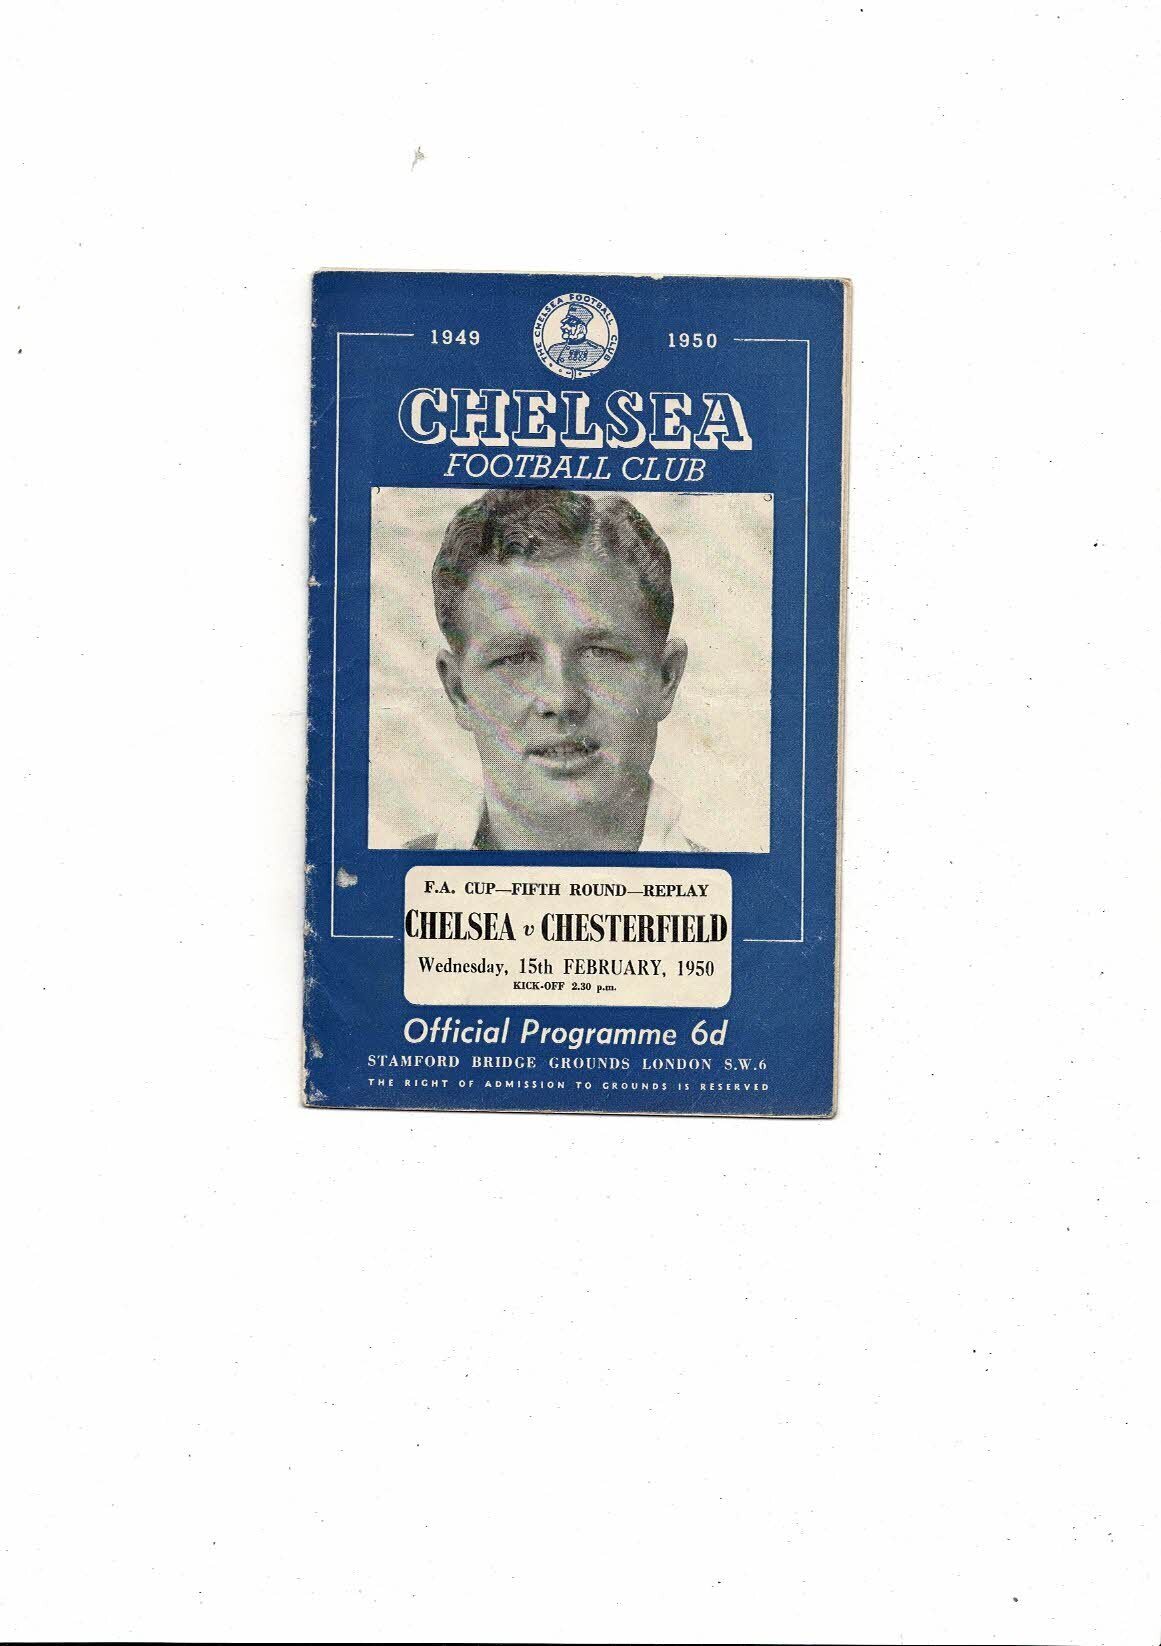 1949
THE CHELSEA FOOTBALL CLUB
1950
CHELSEA
FOOTBALL CLUB
F.A. CUP—FIFTH ROUND—REPLAY
CHELSEA v CHESTERFIELD
Wednesday, 15th FEBRUARY, 1950
KICK-OFF 2.30 p.m.
Official Programme 6d
STAMFORD BRIDGE GROUNDS LONDON S.W.6
THE RIGHT OF ADMISSION TO GROUNDS IS RESERVED